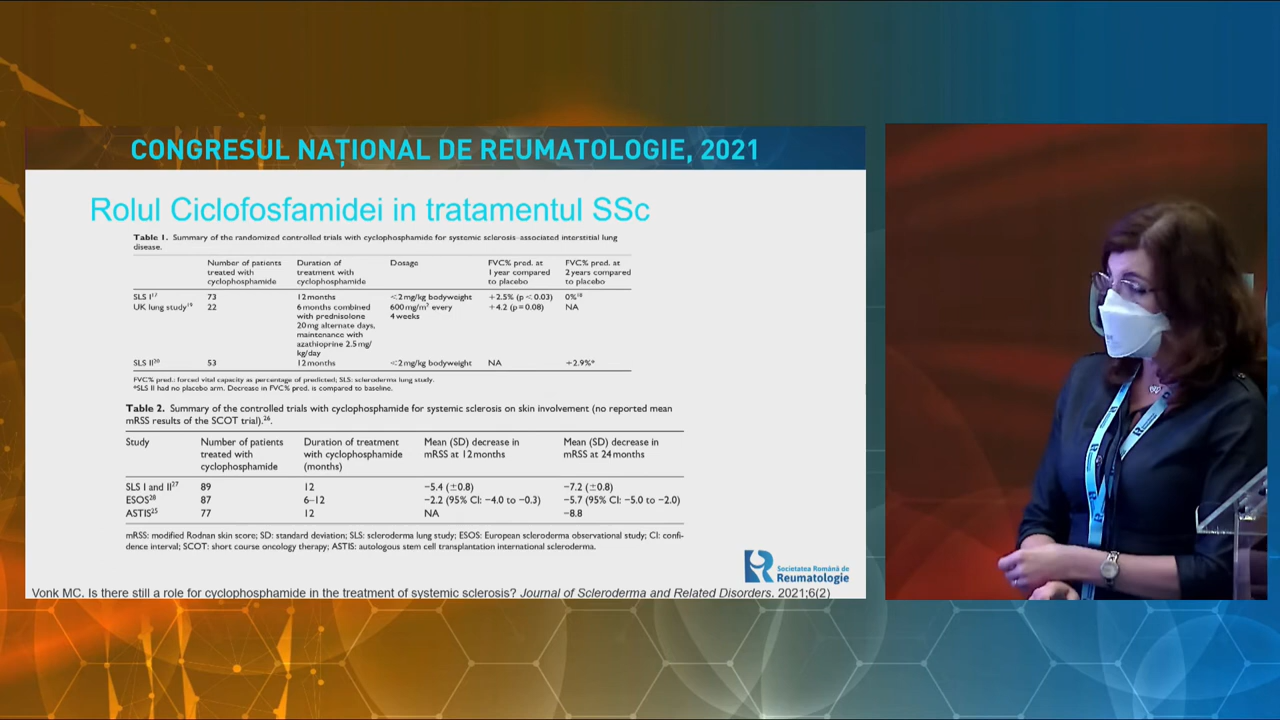 CONGRESUL NAȚIONAL DE REUMATOLOGIE, 2021
Rolul Ciclofosfamidei in tratamentul SSc
Table 1. Summary of the randomized controlled trials with cyclophosphamide for systemic sclerosis-associated interstitial lung
disease.
Number of patients treated with cyclophosphamide Duration of treatment with cyclophosphamide Dosage FVC% pred. at 1 year compared to placebo FVC% pred. at 2 years compared to placebo
SLS I17 73 12 months <2 mg/kg bodyweight +2.5% (p<0.03) 0%18
UK lung study19 22 6 months combined with prednisolone 20 mg alternate days, maintenance with azathioprine 2.5 mg/kg/day 600 mg/m2 every 4 weeks +4.2 (p=0.08) NA
SLS II20 53 12 months <2 mg/kg bodyweight NA +2.9%*
FVC% pred.: forced vital capacity as percentage of predicted; SLS: scleroderma lung study.
*SLS II had no placebo arm. Decrease in FVC% pred. is compared to baseline.
Table 2. Summary of the controlled trials with cyclophosphamide for systemic sclerosis on skin involvement (no reported mean
mRSS results of the SCOT trial).26.
Study Number of patients treated with cyclophosphamide Duration of treatment with cyclophosphamide (months) Mean (SD) decrease in mRSS at 12 months Mean (SD) decrease in mRSS at 24 months
SLS I and II27 89 12 −5.4 (±0.8) −7.2 (±0.8)
ESOS28 87 6–12 −2.2 (95% CI: −4.0 to −0.3) −5.7 (95% CI: −5.0 to −2.0)
ASTIS25 77 12 NA −8.8
mRSS: modified Rodnan skin score; SD: standard deviation; SLS: scleroderma lung study; ESOS: European scleroderma observational study; CI: confi-
dence interval; SCOT: short course oncology therapy; ASTIS: autologous stem cell transplantation international scleroderma.
Societatea Română de
Reumatologie
Vonk MC. Is there still a role for cyclophosphamide in the treatment of systemic sclerosis? Journal of Scleroderma and Related Disorders. 2021;6(2)